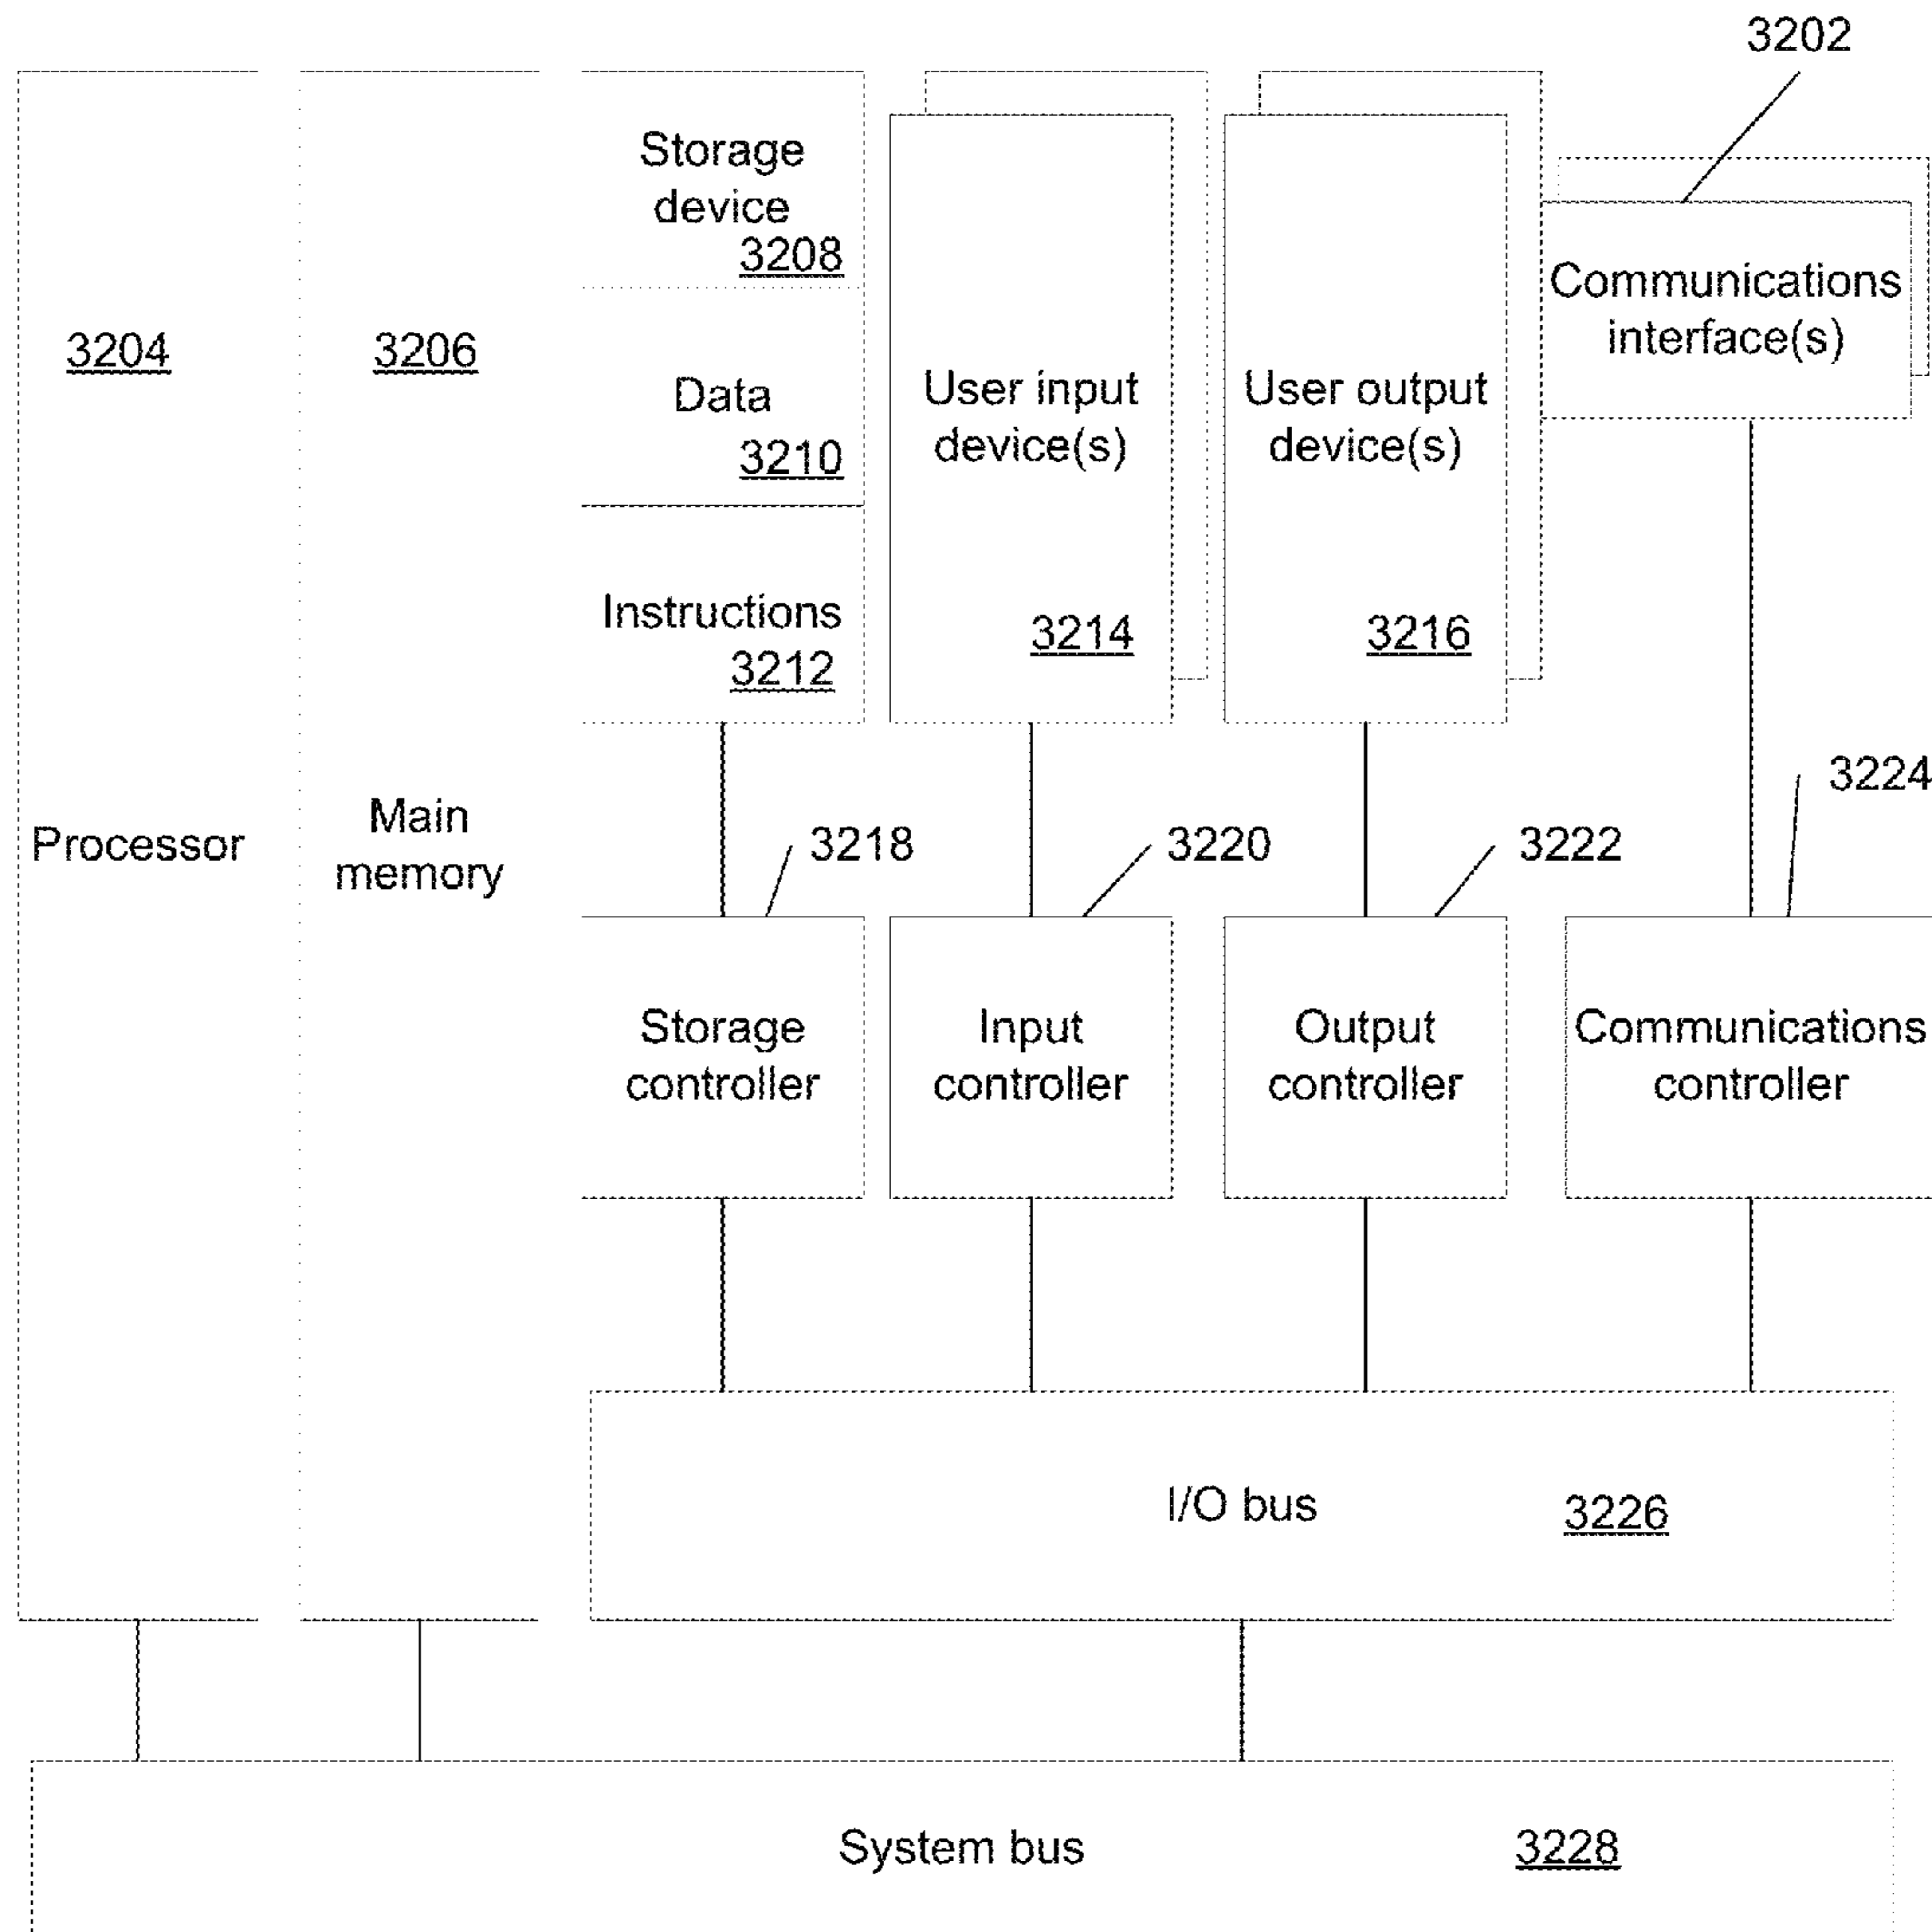 3202
Storage
device
3208
Communications
interface(s)
3204
3206
Data
3210
User input
device(s)
User output
device(s)
Instructions
3212
3214
3216
3224
Processor
Main
memory
3218
3220
3222
Storage
controller
Input
controller
Output
controller
Communications
controller
I/O bus
3226
System bus
3228